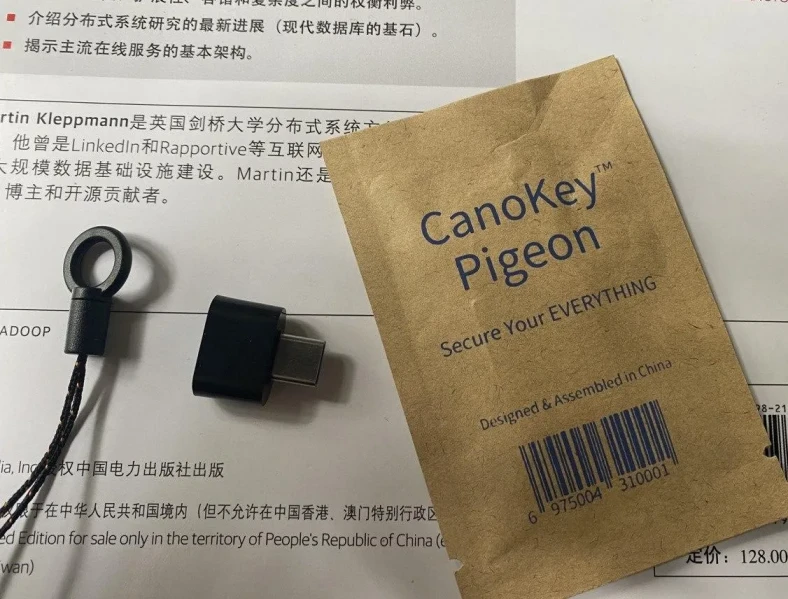 介绍分布式系统研究的最新进展（现代数据库的基石）。
揭示主流在线服务的基本架构。
rtin Kleppmann是英国剑桥大学分布式系统
他曾是LinkedIn和Rapportive等互联网
大规模数据基础设施建设。Martin还是
博主和开源贡献者。
CanoKey™
Pigeon
Secure Your EVERYTHING
Designed & Assembled in China
6 975004 310001
ADOOP
授权中国电力出版社出版
限于在中华人民共和国境内（但不允许在中国香港、澳门特别行政区
ed Edition for sale only in the territory of People's Republic of China (e
wan)
定价：128.00